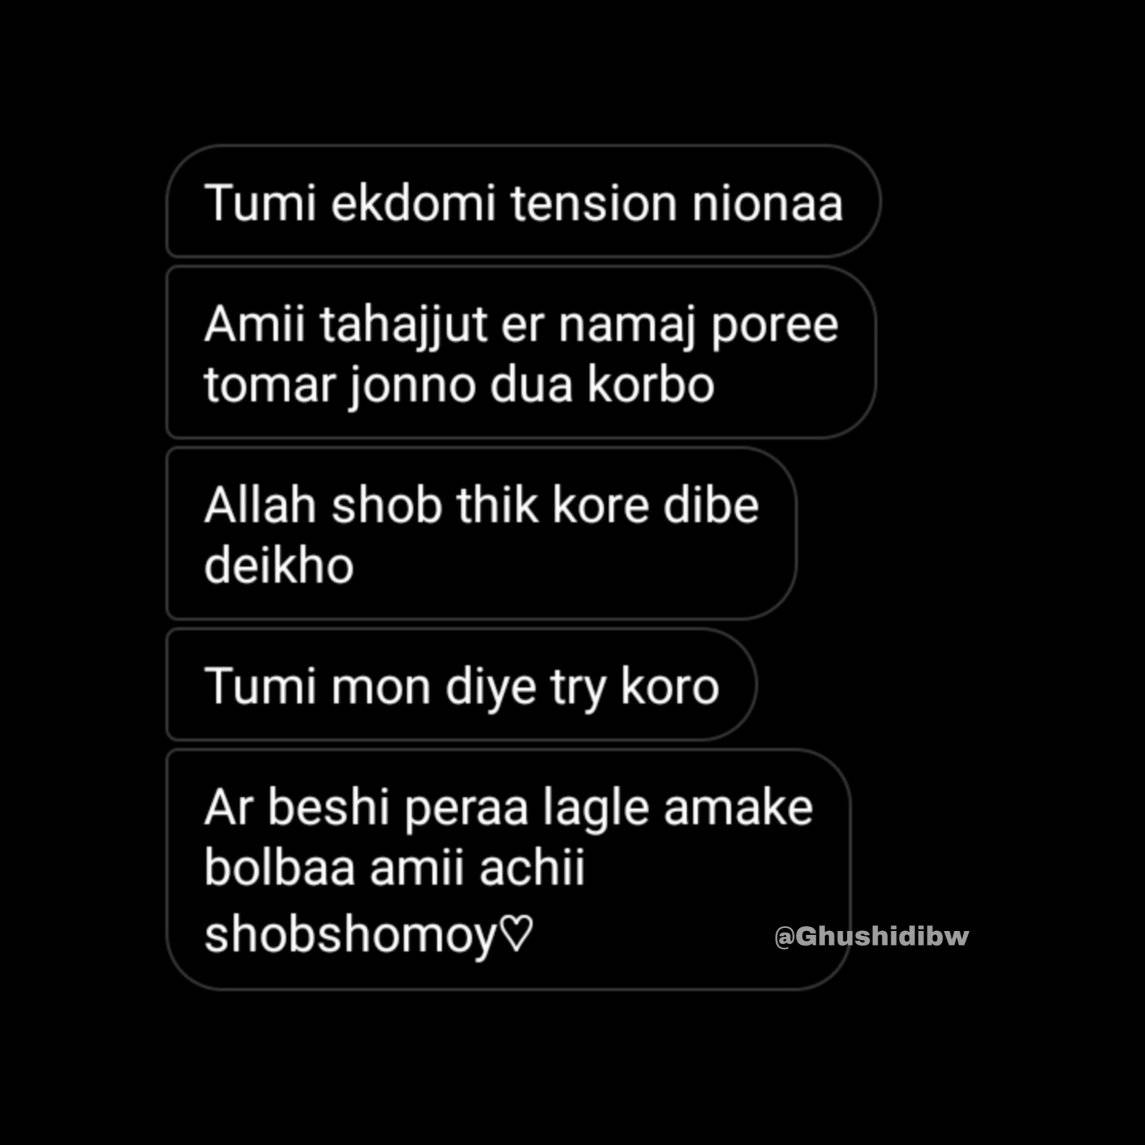 Tumi ekdomi tension nionaa
Amii tahajjut er namaj poree
tomar jonno dua korbo
Allah shob thik kore dibe
deikho
Tumi mon diye try koro
Ar beshi peraa lagle amake
bolbaa amii achii
shobshomoy♡
@Ghushidibw